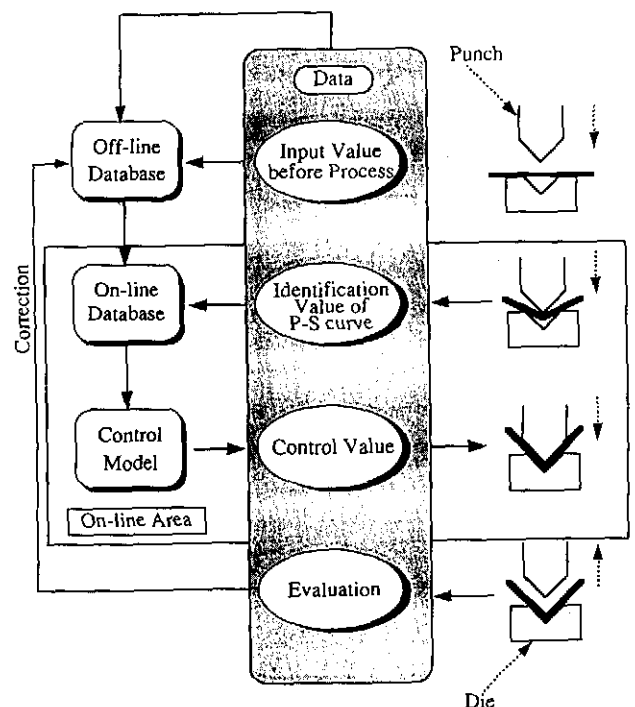 Data
Punch
Off-line
Database
Input Value
before Process
Correction
On-line
Database
Identification
Value of
P-S curve
Control
Model
Control Value
On-line Area
Evaluation
Die